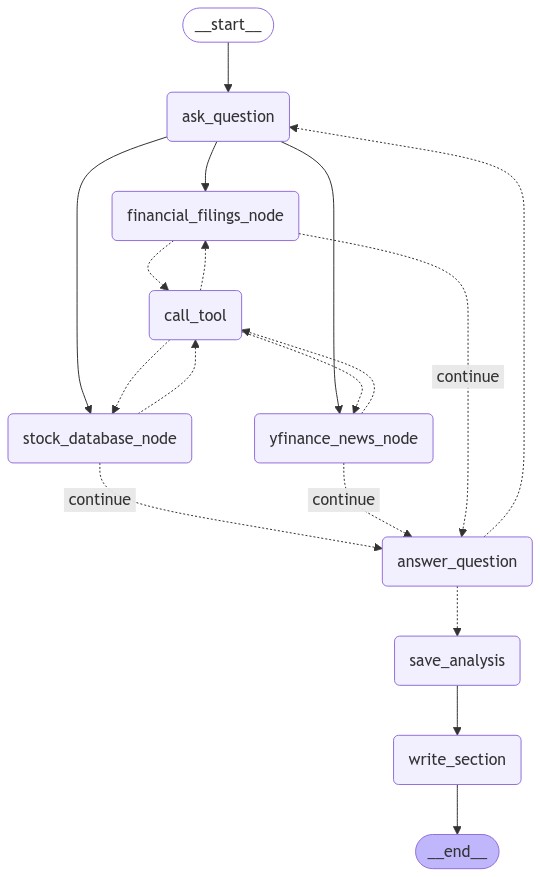 __start__
ask_question
financial_filings_node
call_tool
continue
stock_database_node
yfinance_news_node
continue
continue
answer_question
save_analysis
write_section
__end__